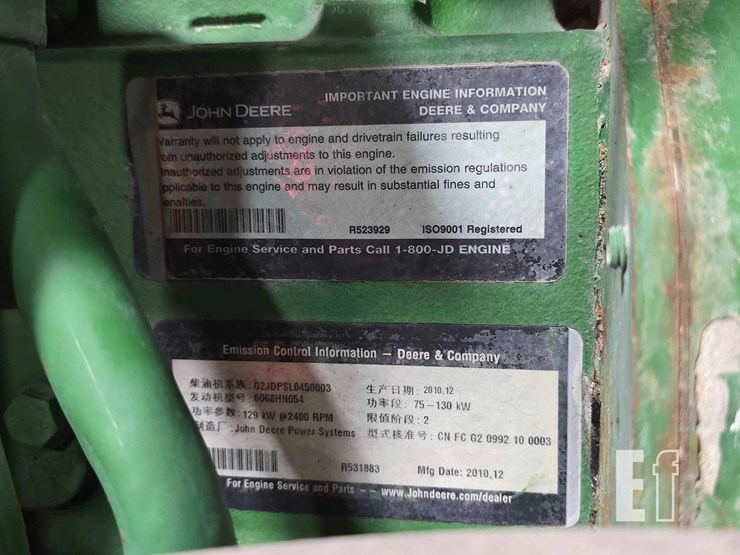 JOHN DEERE
IMPORTANT ENGINE INFORMATION
DEERE & COMPANY
arranty will not apply to engine and drivetrain failures resulting
om unauthorized adjustments to this engine.
nauthorized adjustments are in violation of the emission regulations
pplicable to this engine and may result in substantial fines and
enalties.
R523929 ISO9001 Registered
For Engine Service and Parts Call 1-800-JD ENGINE
Emission Control Information – Deere & Company
柴油机系族: G2JDPSL0450003 生产日期: 2010,12
发动机型号: 6068HN054 功率段: 75-130 kW
功率参数: 129 kW @2400 RPM 限值阶段: 2
制造厂: John Deere Power Systems 型式核准号: CN FC G2 0992 10 0003
R531883 Mfg Date: 2010,12
For Engine Service and Parts –– www.Johndeere.com/dealer
Ef